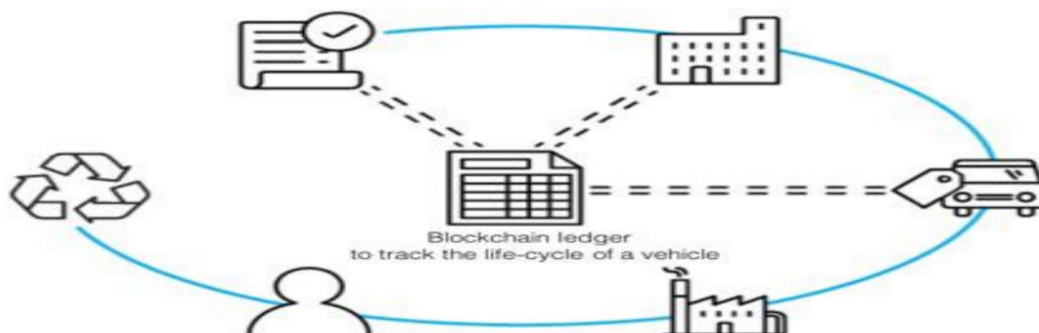 Blockchain ledger
to track the life-cycle of a vehicle